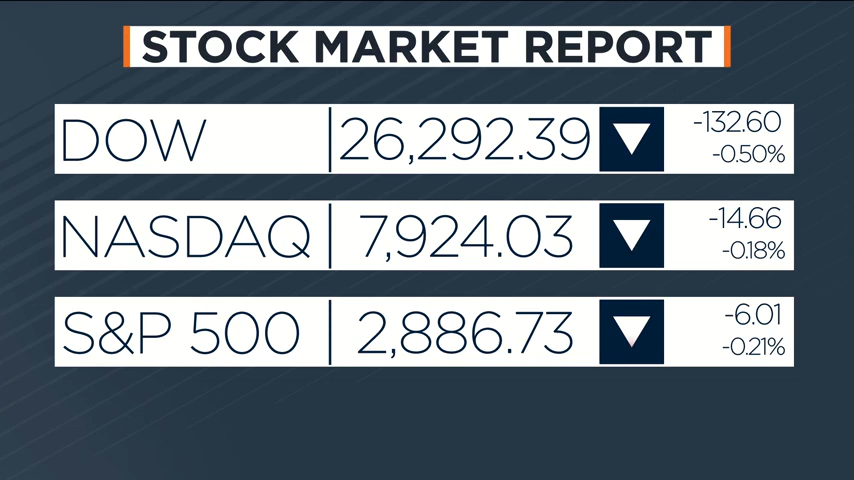 STOCK MARKET REPORT
DOW 26,292.39 ▼ -132.60
-0.50%
NASDAQ 7,924.03 ▼ -14.66
-0.18%
S&P 500 2,886.73 ▼ -6.01
-0.21%